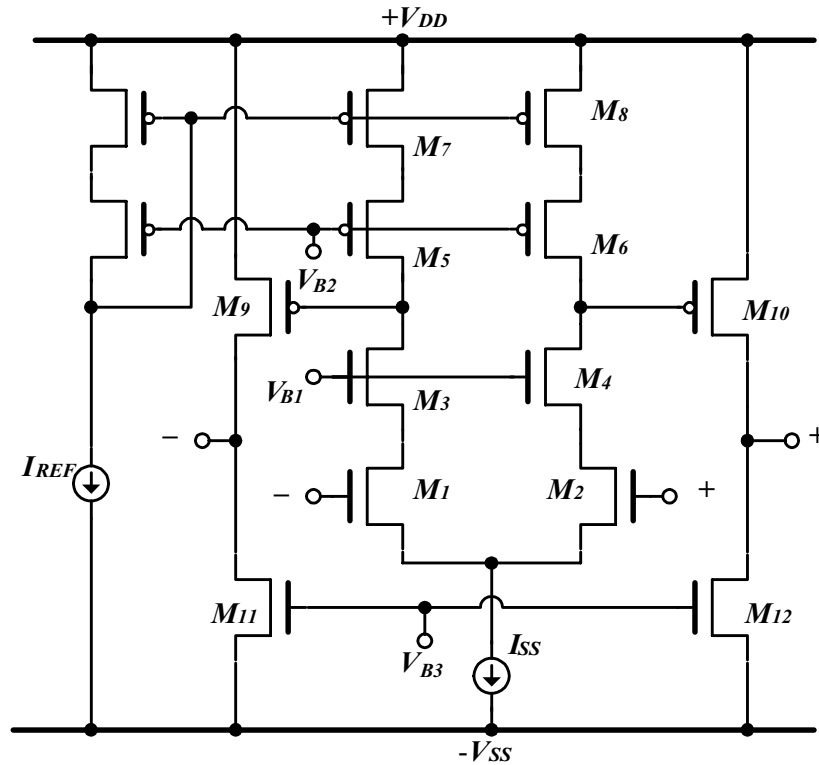 +VDD
M8
M7
M5
M6
VB2
M9
M10
VB1
M3
M4
−
+
IREF
−
M1
M2
+
M11
M12
VB3
ISS
-VSS